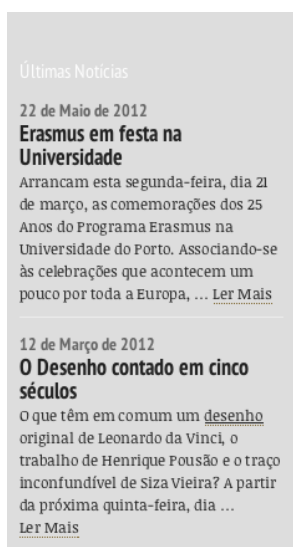 Últimas Noticias
22 de Maio de 2012
Erasmus em festa na
Universidade
Arrancam esta segunda-feira, dia 21
de março, as comemorações dos 25
Anos do Programa Erasmus na
Universidade do Porto. Associando-se
às celebrações que acontecem um
pouco por toda a Europa, … Ler Mais
12 de Março de 2012
O Desenho contado em cinco
séculos
O que têm em comum um desenho
original de Leonardo da Vinci, o
trabalho de Henrique Pousão e o traço
inconfundível de Siza Vieira? A partir
da próxima quinta-feira, dia …
Ler Mais